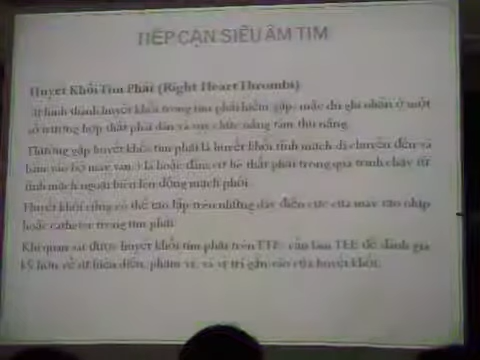 TIẾP CẬN SIÊU ÂM TIM
Huyết Khối Tim Phải (Right Heart Thrombi)
Sự hình thành huyết khối trong tim phải hiếm gặp, mặc dù ghi nhận ở một
số trường hợp thất phải dãn và suy chức năng tâm thu nặng.
Thường gặp huyết khối tim phải là huyết khối tĩnh mạch di chuyển đến và
bám vào bộ máy van 3 lá hoặc định cư bề thất phải trong quá trình chạy từ
tĩnh mạch ngoại biên lên động mạch phổi.
Huyết khối cũng có thể tạo lập trên những dây điện cực của máy tạo nhịp
hoặc catheter trong tim phải.
Khi quan sát được huyết khối tim phải trên TTE, cần làm TEE để đánh giá
kỹ hơn về sự hiện diện, phạm vi, và vị trí gắn vào của huyết khối.